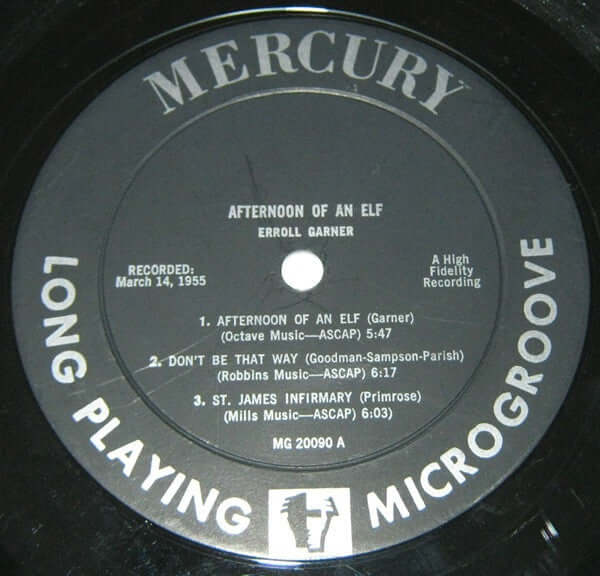 MERCURY
AFTERNOON OF AN ELF
ERROLL GARNER
RECORDED:
March 14, 1955
A High
Fidelity
Recording
1. AFTERNOON OF AN ELF (Garner)
(Octave Music—ASCAP) 5:47
2. DON'T BE THAT WAY (Goodman-Sampson-Parish)
(Robbins Music—ASCAP) 6:17
3. ST. JAMES INFIRMARY (Primrose)
(Mills Music—ASCAP) 6:03)
MG 20090 A
LONG PLAYING MICROGROOVE